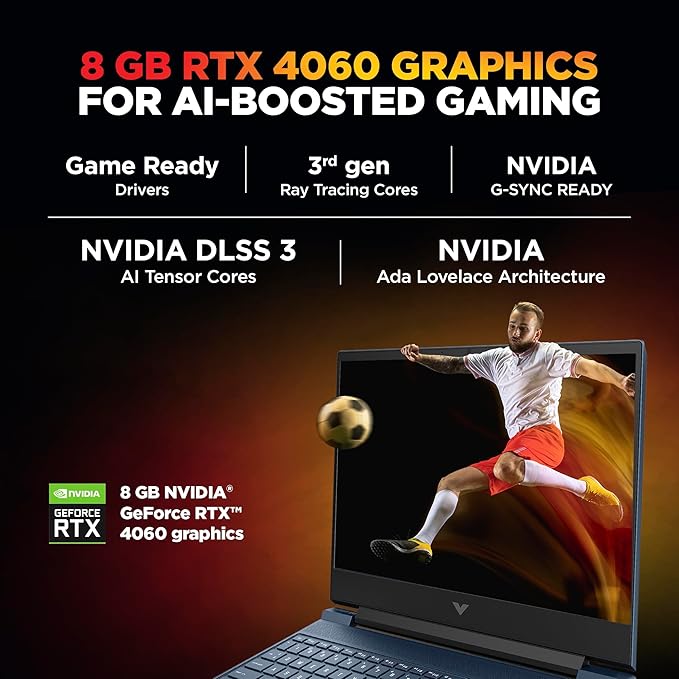 8 GB RTX 4060 GRAPHICS
FOR AI-BOOSTED GAMING
Game Ready
Drivers
3rd gen
Ray Tracing Cores
NVIDIA
G-SYNC READY
NVIDIA DLSS 3
AI Tensor Cores
NVIDIA
Ada Lovelace Architecture
NVIDIA
GEFORCE
RTX
8 GB NVIDIA®
GeForce RTX™
4060 graphics